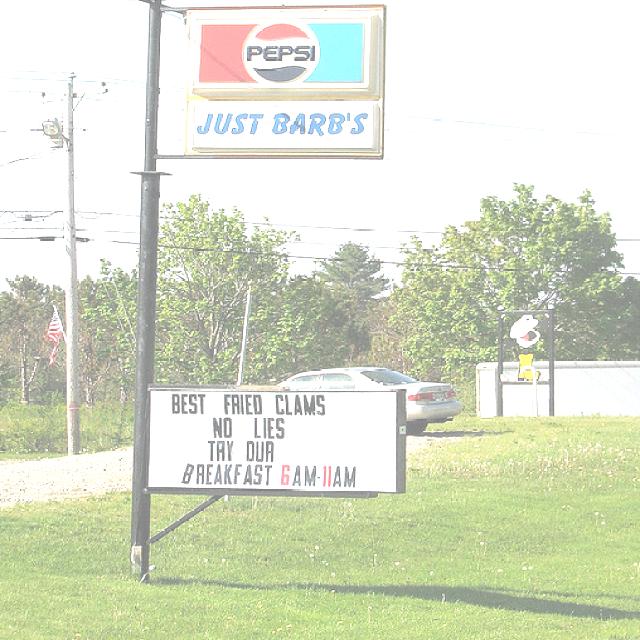 PEPSI
JUST BARB'S
BEST FRIED CLAMS
NO LIES
TRY OUR
BREAKFAST 6AM-11AM